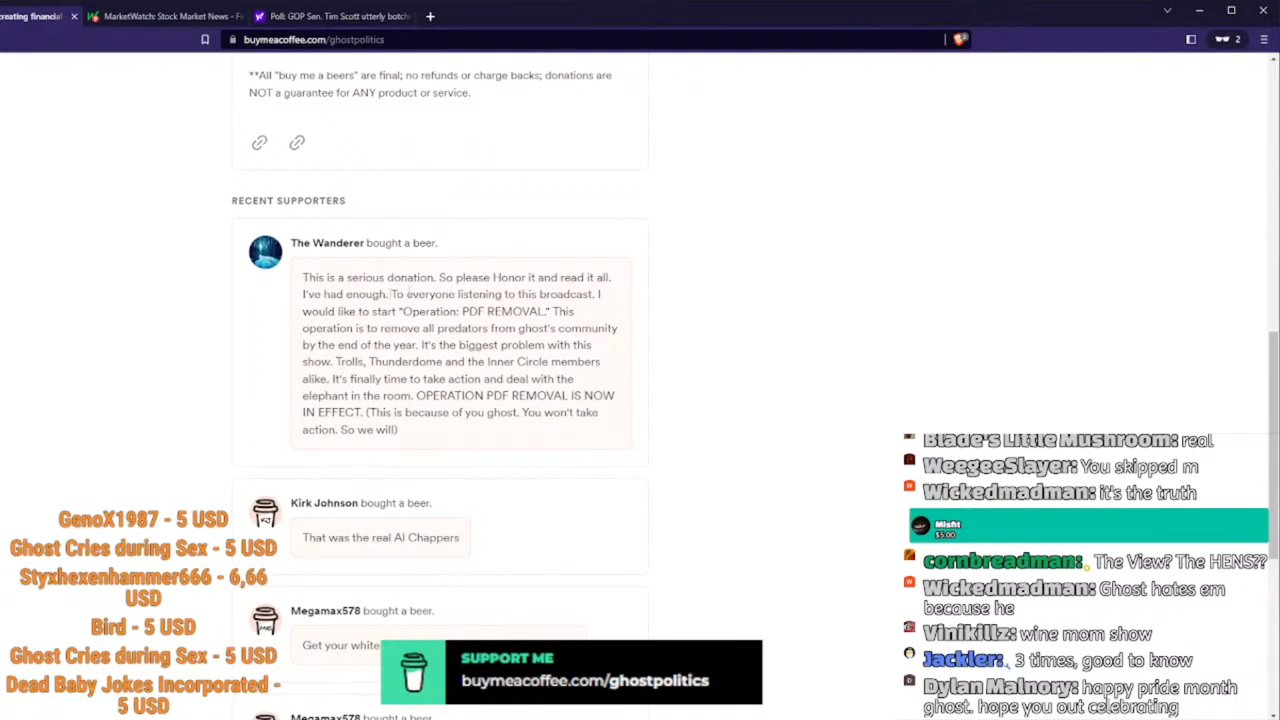 creating financial
MarketWatch: Stock Market News - Fi
Poll: GOP Sen. Tim Scott utterly botch
buymeacoffee.com/ghostpolitics
2
**All "buy me a beers" are final; no refunds or charge backs; donations are
NOT a guarantee for ANY product or service.
RECENT SUPPORTERS
The Wanderer bought a beer.
This is a serious donation. So please Honor it and read it all.
I've had enough. To everyone listening to this broadcast. I
would like to start "Operation: PDF REMOVAL." This
operation is to remove all predators from ghost's community
by the end of the year. It's the biggest problem with this
show. Trolls, Thunderdome and the Inner Circle members
alike. It's finally time to take action and deal with the
elephant in the room. OPERATION PDF REMOVAL IS NOW
IN EFFECT. (This is because of you ghost. You won't take
action. So we will)
KJ
Kirk Johnson bought a beer.
That was the real AI Chappers
Megamax578 bought a beer.
Get your white
Megamax578 bought a beer.
SUPPORT ME
buymeacoffee.com/ghostpolitics
GenoX1987 - 5 USD
Ghost Cries during Sex - 5 USD
Styxhexenhammer666 - 6,66
USD
Bird - 5 USD
Ghost Cries during Sex - 5 USD
Dead Baby Jokes Incorporated -
5 USD
Blade's Little Mushroom: real
WeegeeSlayer: You skipped m
Wickedmadman: it's the truth
Misfit
$5.00
cornbreadman: The View? The HENS??
Wickedmadman: Ghost hates em
because he
Vinikillz: wine mom show
Jackler: 3 times, good to know
Dylan Malnory: happy pride month
ghost. hope you out celebrating